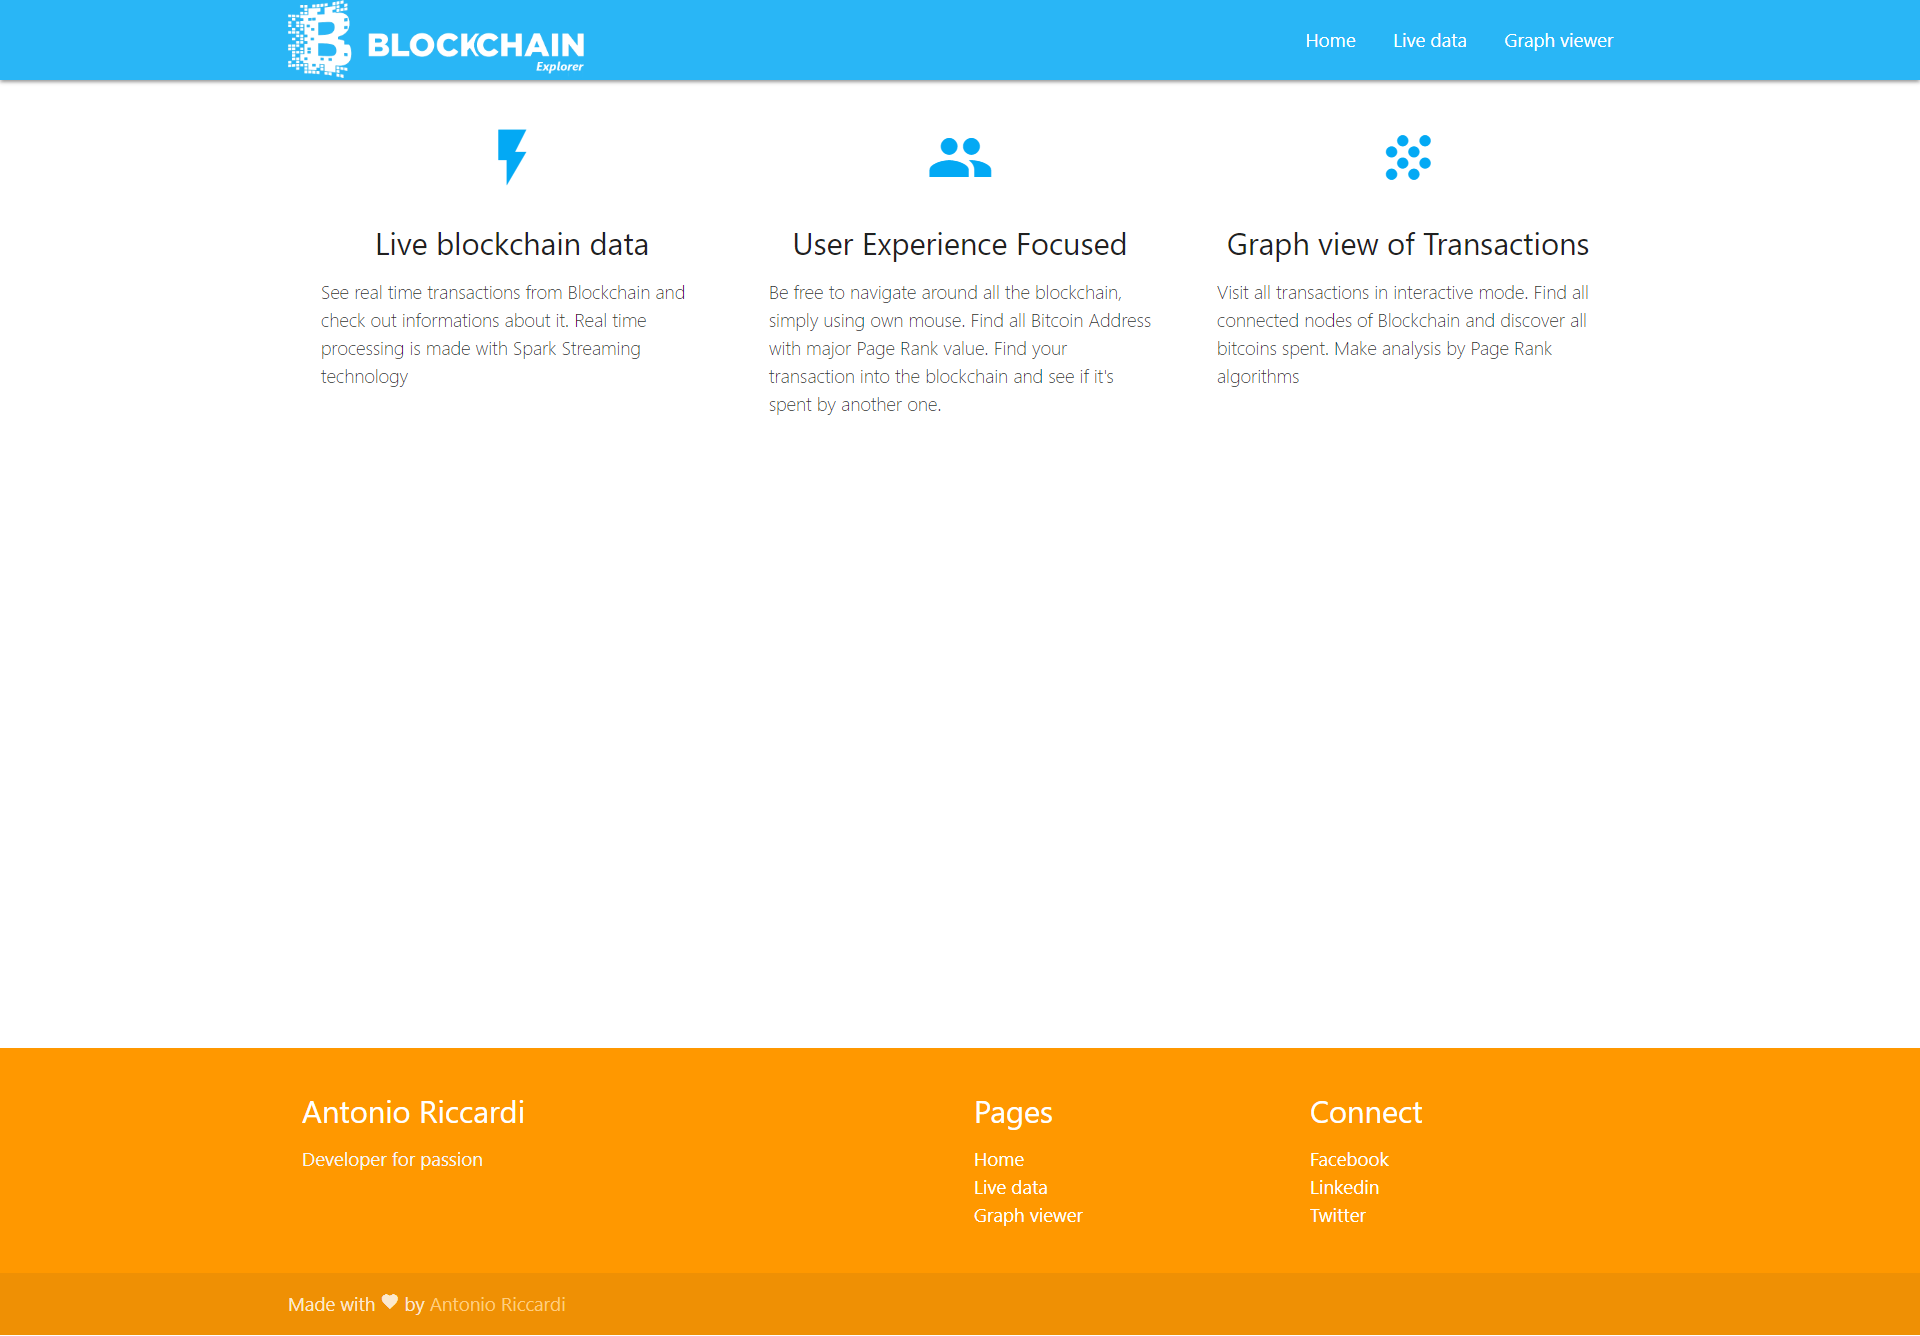 BLOCKCHAIN
Explorer
Home Live data Graph viewer
Live blockchain data
See real time transactions from Blockchain and
check out informations about it. Real time
processing is made with Spark Streaming
technology
User Experience Focused
Be free to navigate around all the blockchain,
simply using own mouse. Find all Bitcoin Address
with major Page Rank value. Find your
transaction into the blockchain and see if it's
spent by another one.
Graph view of Transactions
Visit all transactions in interactive mode. Find all
connected nodes of Blockchain and discover all
bitcoins spent. Make analysis by Page Rank
algorithms
Antonio Riccardi
Developer for passion
Pages
Home
Live data
Graph viewer
Connect
Facebook
Linkedin
Twitter
Made with by Antonio Riccardi